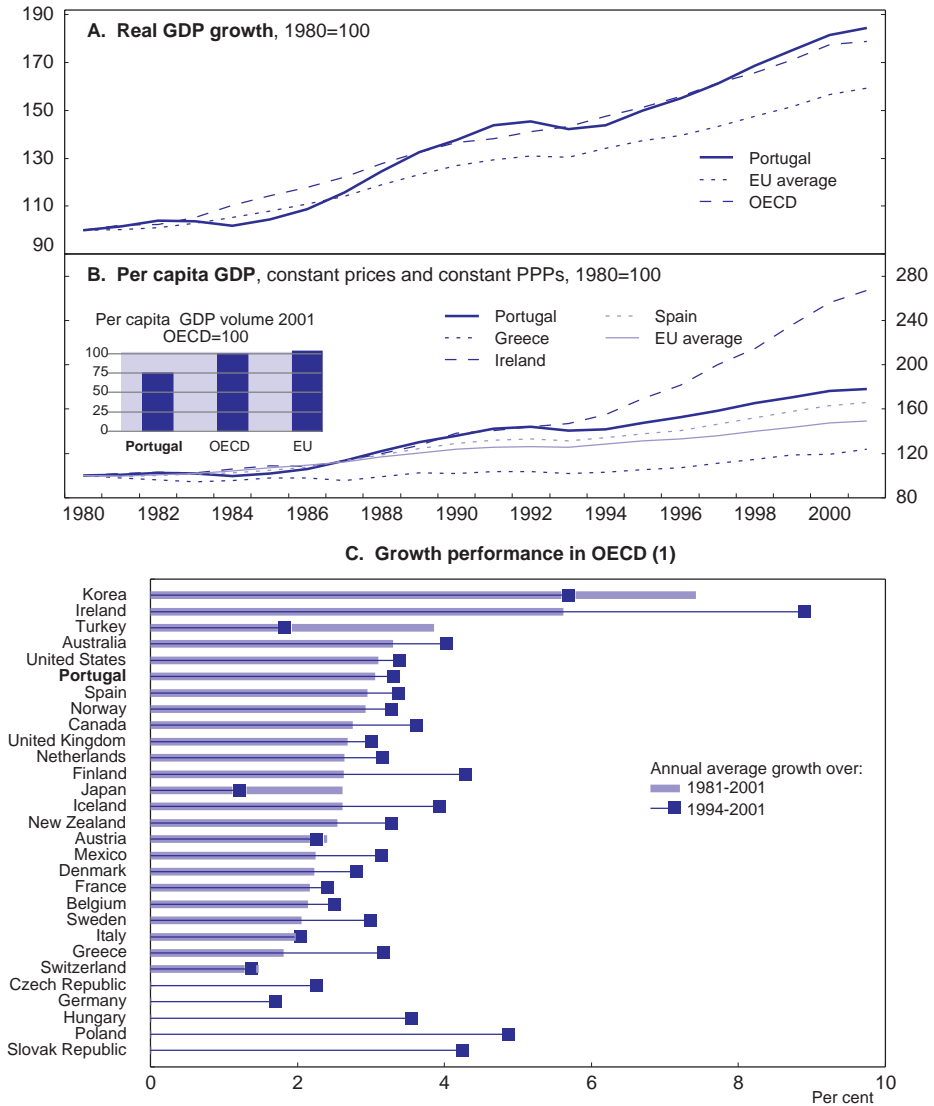 A. Real GDP growth, 1980=100
190
170
150
130
110
90
Portugal
EU average
OECD
B. Per capita GDP, constant prices and constant PPPs, 1980=100
Per capita GDP volume 2001
OECD=100
100
75
50
25
0
Portugal OECD EU
Portugal
Greece
Ireland
Spain
EU average
280
240
200
160
120
80
1980 1982 1984 1986 1988 1990 1992 1994 1996 1998 2000
C. Growth performance in OECD (1)
Korea
Ireland
Turkey
Australia
United States
Portugal
Spain
Norway
Canada
United Kingdom
Netherlands
Finland
Japan
Iceland
New Zealand
Austria
Mexico
Denmark
France
Belgium
Sweden
Italy
Greece
Switzerland
Czech Republic
Germany
Hungary
Poland
Slovak Republic
Annual average growth over:
1981-2001
1994-2001
0 2 4 6 8 10
Per cent